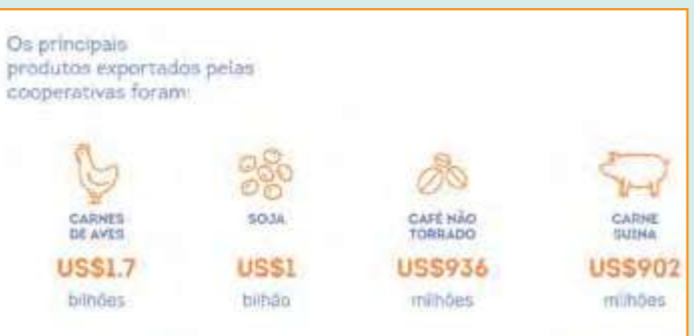 Os principais
produtos exportados pelas
cooperativas foram:
CARNES
DE AVES
US$1.7
bilhões
SOJA
US$1
bilhão
CAFÉ NÃO
TORRADO
US$936
milhões
CARNE
SUINA
US$902
milhões